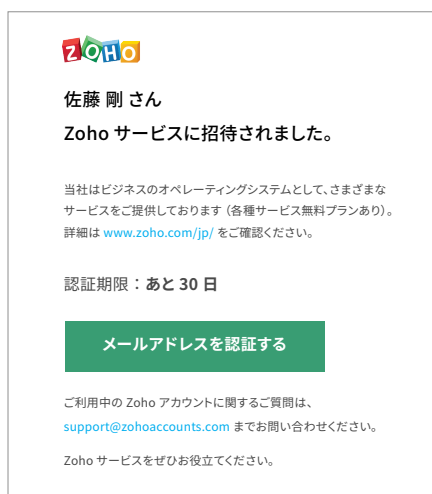 ZOHO
佐藤 剛 さん
Zoho サービスに招待されました。
当社はビジネスのオペレーティングシステムとして、さまざまな
サービスをご提供しております（各種サービス無料プランあり）。
詳細は www.zoho.com/jp/ をご確認ください。
認証期限：あと 30 日
メールアドレスを認証する
ご利用中の Zoho アカウントに関するご質問は、
support@zohoaccounts.com までお問い合わせください。
Zoho サービスをぜひお役立てください。